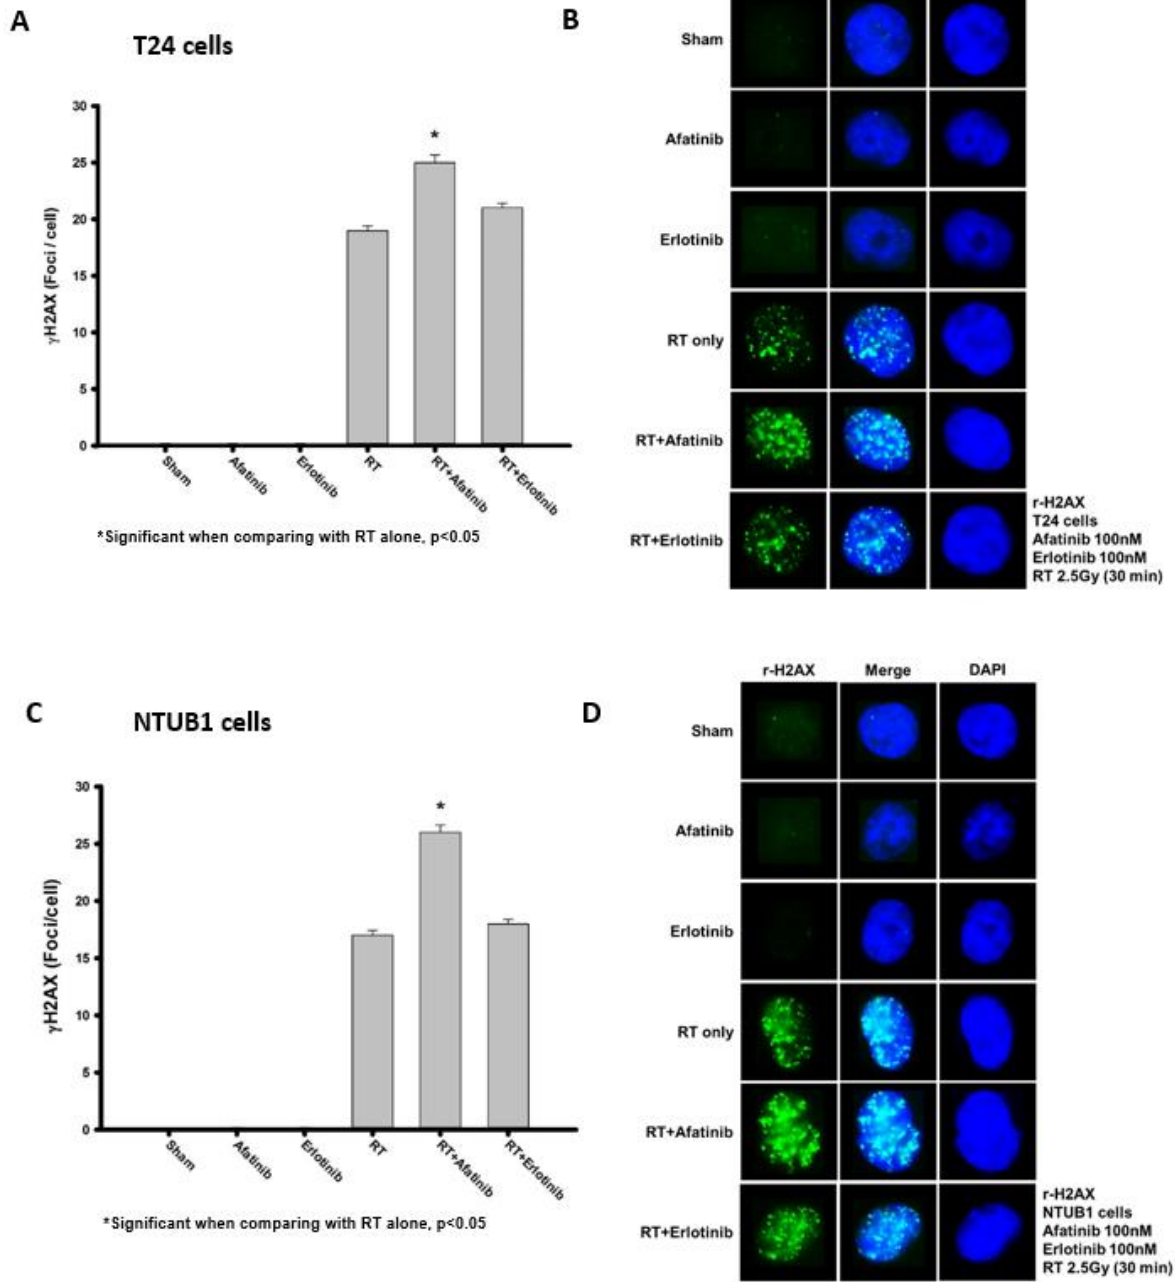 A
T24 cells
γH2AX (Foci / cell)
30
25
20
15
10
5
0
*
Sham
Afatinib
Erlotinib
RT
RT+Afatinib
RT+Erlotinib
*Significant when comparing with RT alone, p<0.05
B
Sham
Afatinib
Erlotinib
RT only
RT+Afatinib
RT+Erlotinib
r-H2AX
T24 cells
Afatinib 100nM
Erlotinib 100nM
RT 2.5Gy (30 min)
C
NTUB1 cells
γH2AX (Foci/cell)
30
25
20
15
10
5
0
*
Sham
Afatinib
Erlotinib
RT
RT+Afatinib
RT+Erlotinib
*Significant when comparing with RT alone, p<0.05
D
r-H2AX Merge DAPI
Sham
Afatinib
Erlotinib
RT only
RT+Afatinib
RT+Erlotinib
r-H2AX
NTUB1 cells
Afatinib 100nM
Erlotinib 100nM
RT 2.5Gy (30 min)